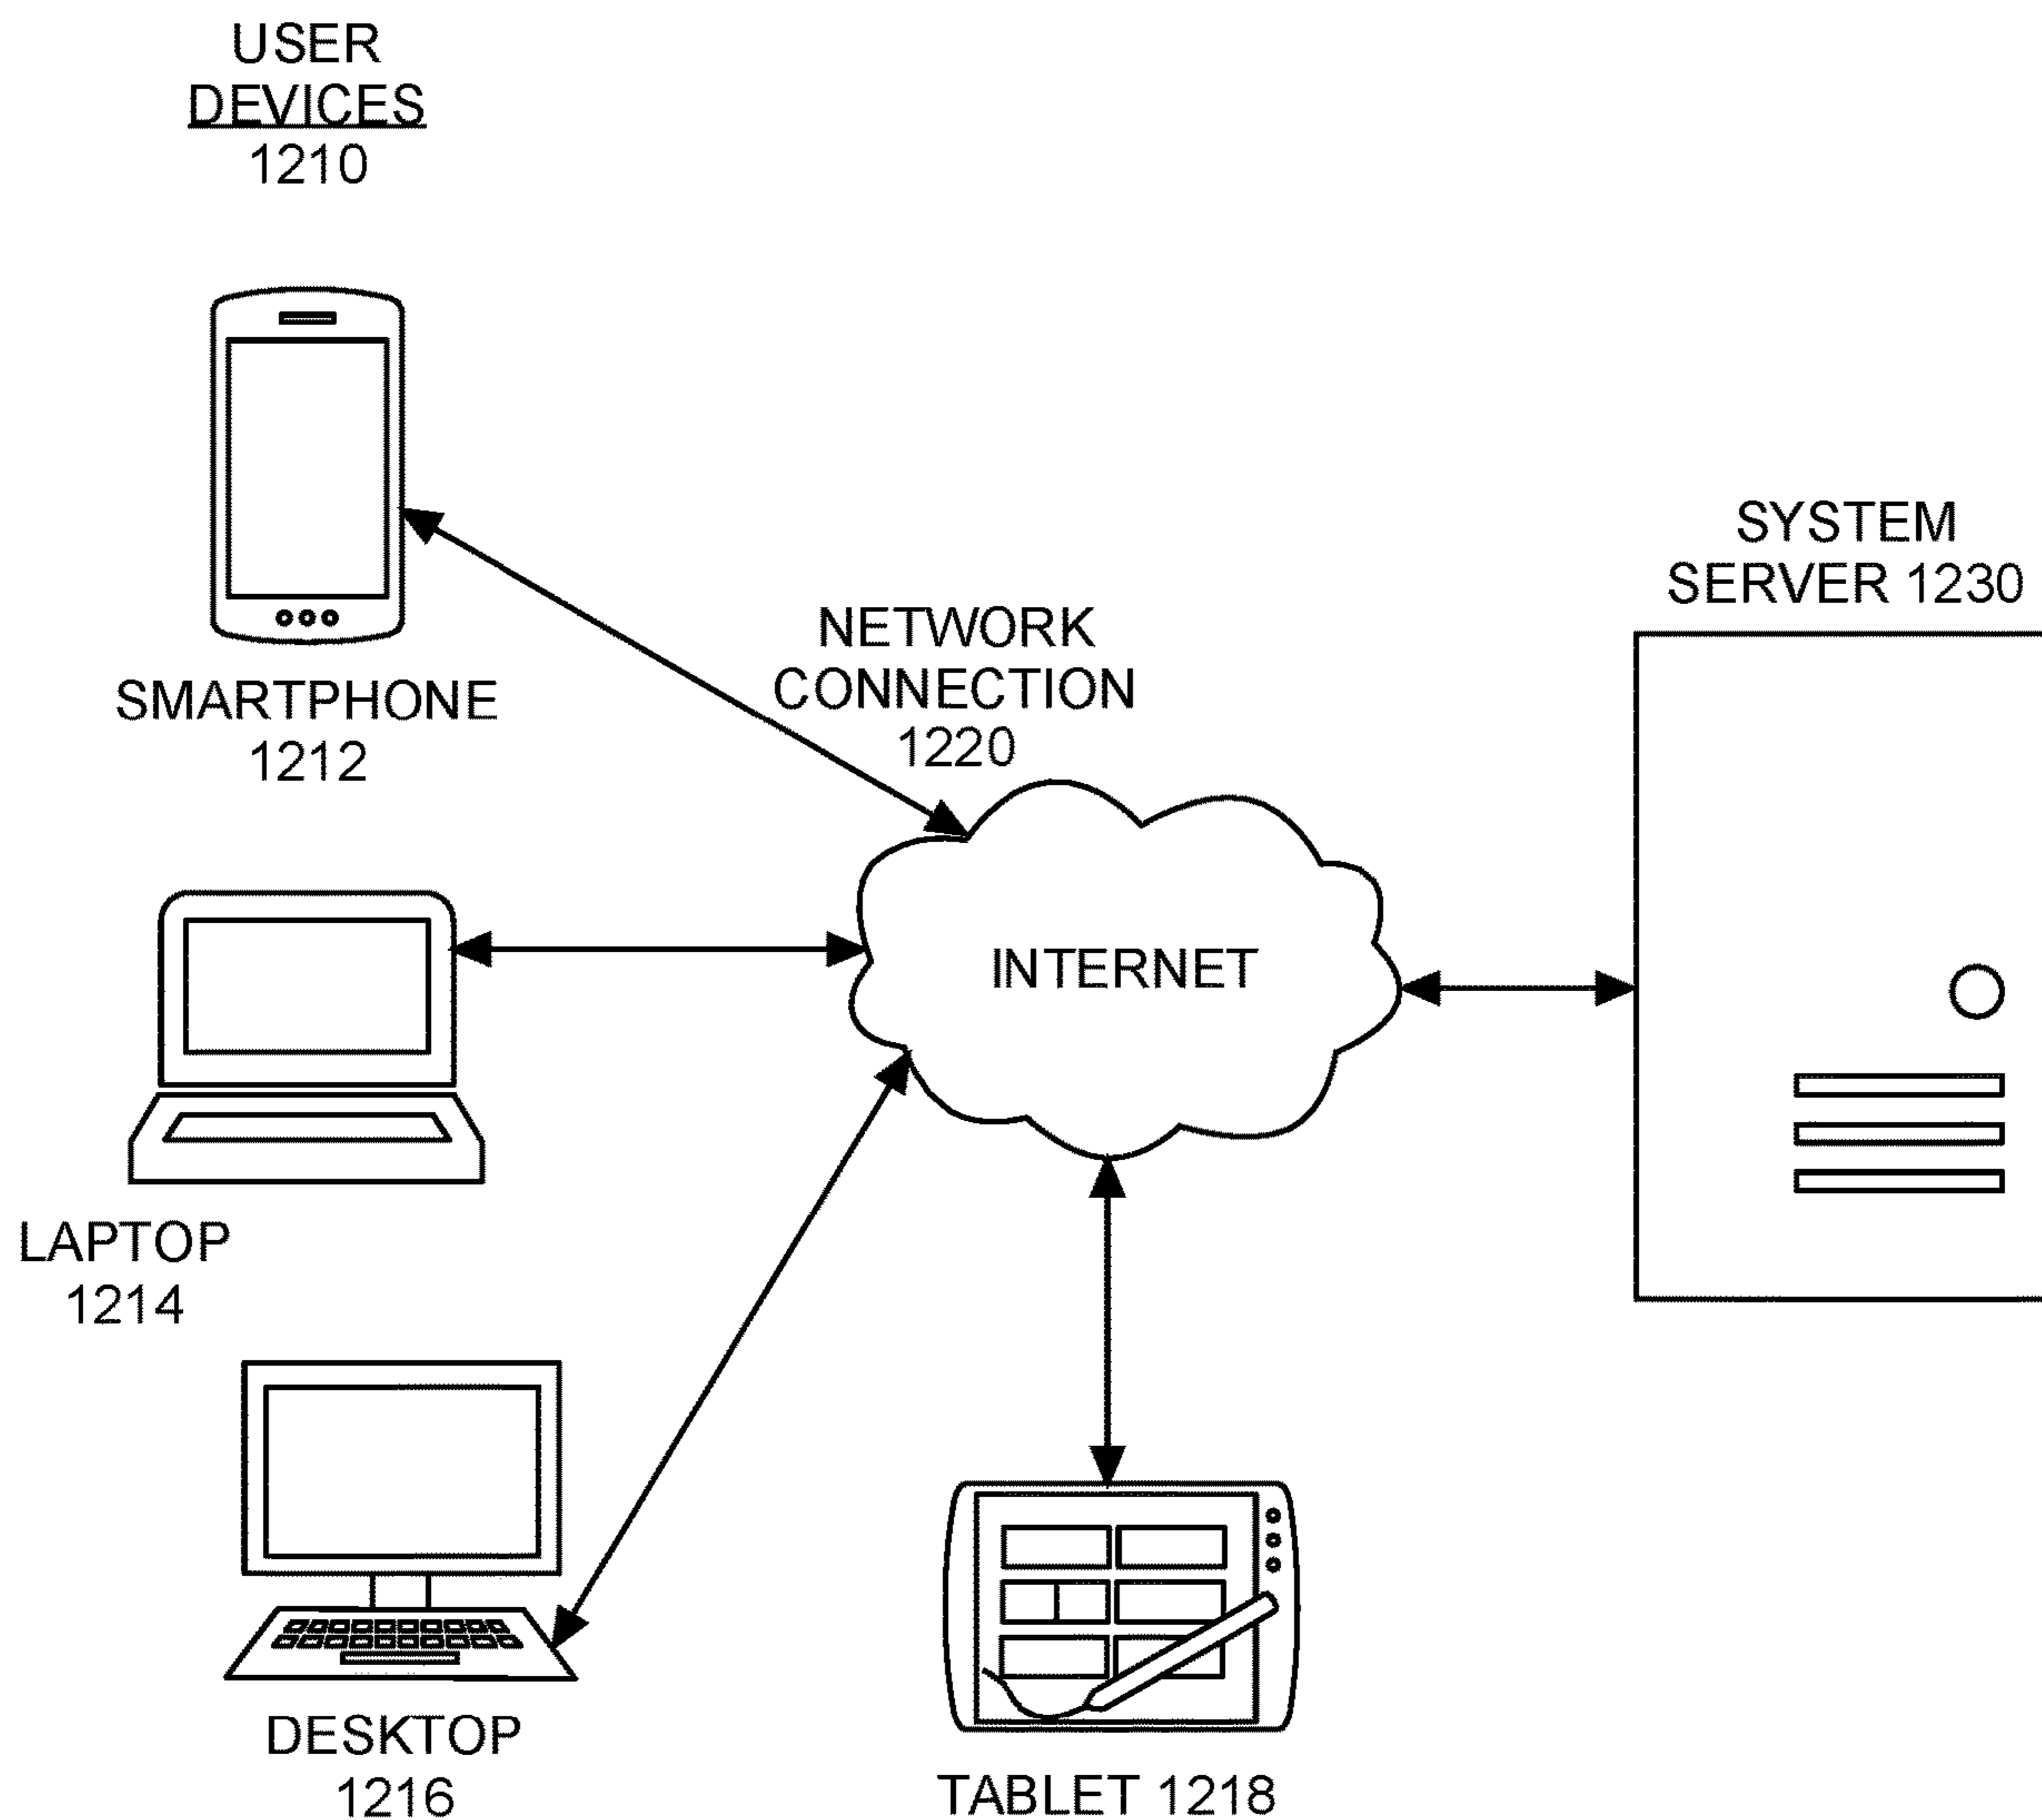 USER
DEVICES
1210
SYSTEM
SERVER 1230
NETWORK
CONNECTION
1220
SMARTPHONE
1212
INTERNET
LAPTOP
1214
DESKTOP
1216
TABLET 1218